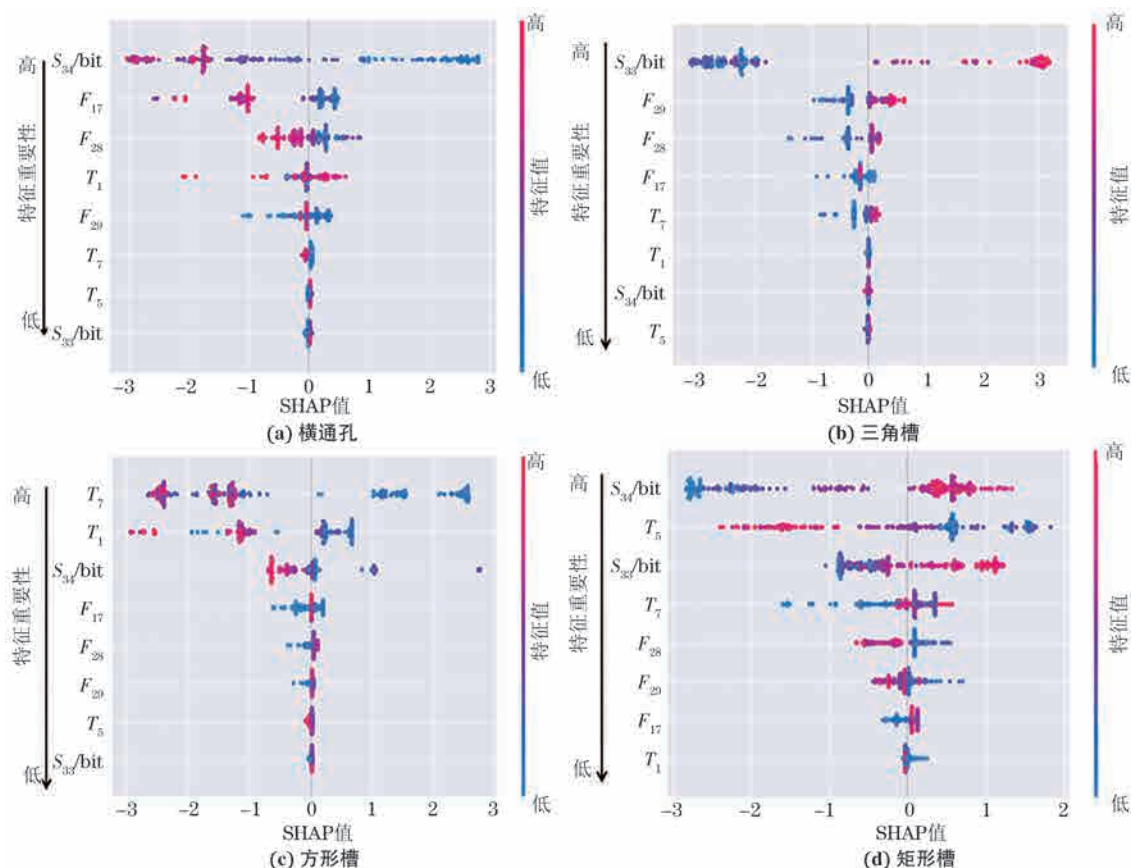 高
特征重要性
低
S₃₄/bit
F₁₇
F₂₈
T₁
F₂₉
T₇
T₅
S₃₃/bit
−3 −2 −1 0 1 2 3
SHAP值
(a) 横通孔
高
特征值
低
高
特征重要性
低
S₃₃/bit
F₂₉
F₂₈
F₁₇
T₇
T₁
S₃₄/bit
T₅
−3 −2 −1 0 1 2 3
SHAP值
(b) 三角槽
高
特征值
低
高
特征重要性
低
T₇
T₁
S₃₄/bit
F₁₇
F₂₈
F₂₉
T₅
S₃₃/bit
−3 −2 −1 0 1 2 3
SHAP值
(c) 方形槽
高
特征值
低
高
特征重要性
低
S₃₄/bit
T₅
S₃₃/bit
T₇
F₂₈
F₂₉
F₁₇
T₁
−3 −2 −1 0 1 2
SHAP值
(d) 矩形槽
高
特征值
低